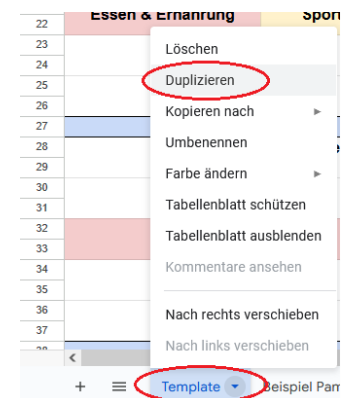 Essen & Ernährung
22
23
Löschen
24
25
Duplizieren
26
Kopieren nach
27
28
Umbenennen
29
Farbe ändern
30
31
Tabellenblatt schützen
32
Tabellenblatt ausblenden
33
34
Kommentare ansehen
35
36
Nach rechts verschieben
37
Nach links verschieben
Template
Beispiel